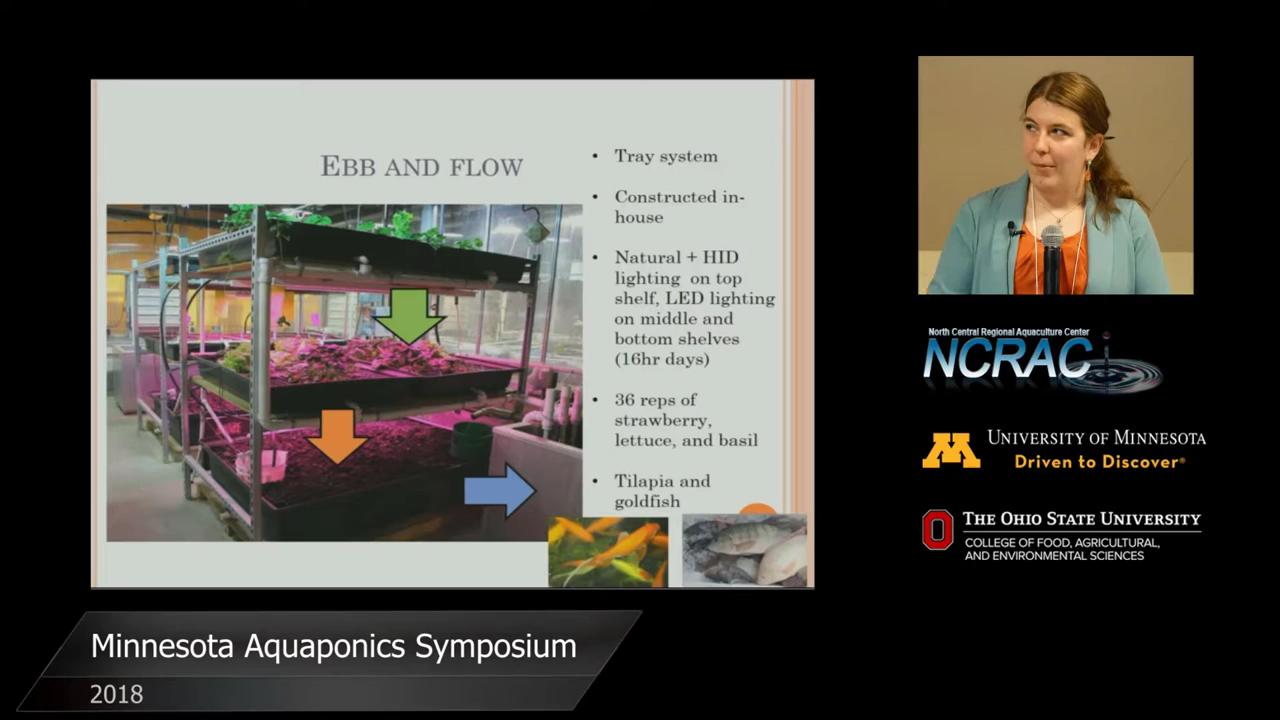 EBB AND FLOW
• Tray system
• Constructed in-
house
• Natural + HID
lighting on top
shelf, LED lighting
on middle and
bottom shelves
(16hr days)
• 36 reps of
strawberry,
lettuce, and basil
• Tilapia and
goldfish
North Central Regional Aquaculture Center
NCRAC
M UNIVERSITY OF MINNESOTA
Driven to Discover®
O THE OHIO STATE UNIVERSITY
COLLEGE OF FOOD, AGRICULTURAL,
AND ENVIRONMENTAL SCIENCES
Minnesota Aquaponics Symposium
2018